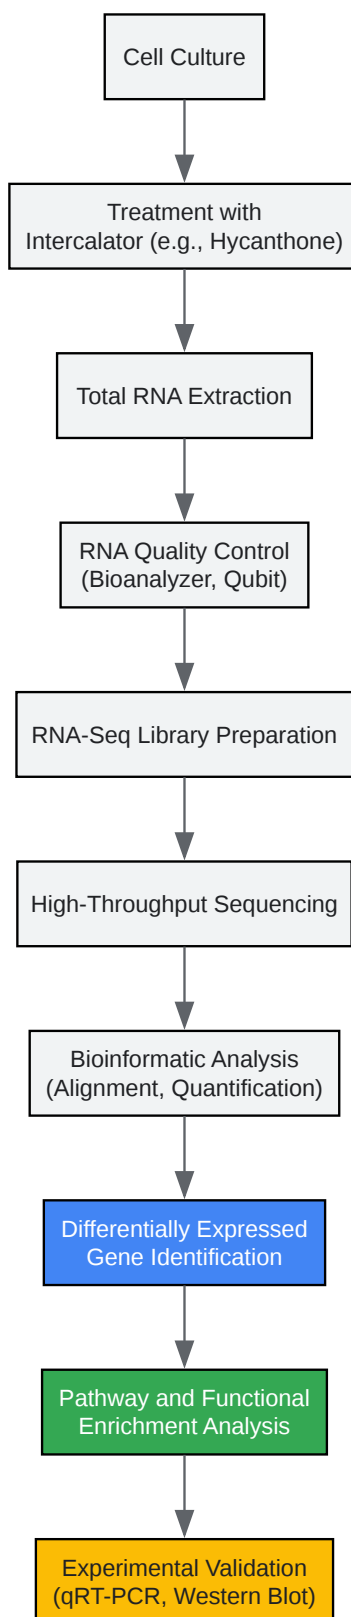 Cell Culture
Treatment with
Intercalator (e.g., Hycanthone)
Total RNA Extraction
RNA Quality Control
(Bioanalyzer, Qubit)
RNA-Seq Library Preparation
High-Throughput Sequencing
Bioinformatic Analysis
(Alignment, Quantification)
Differentially Expressed
Gene Identification
Pathway and Functional
Enrichment Analysis
Experimental Validation
(qRT-PCR, Western Blot)